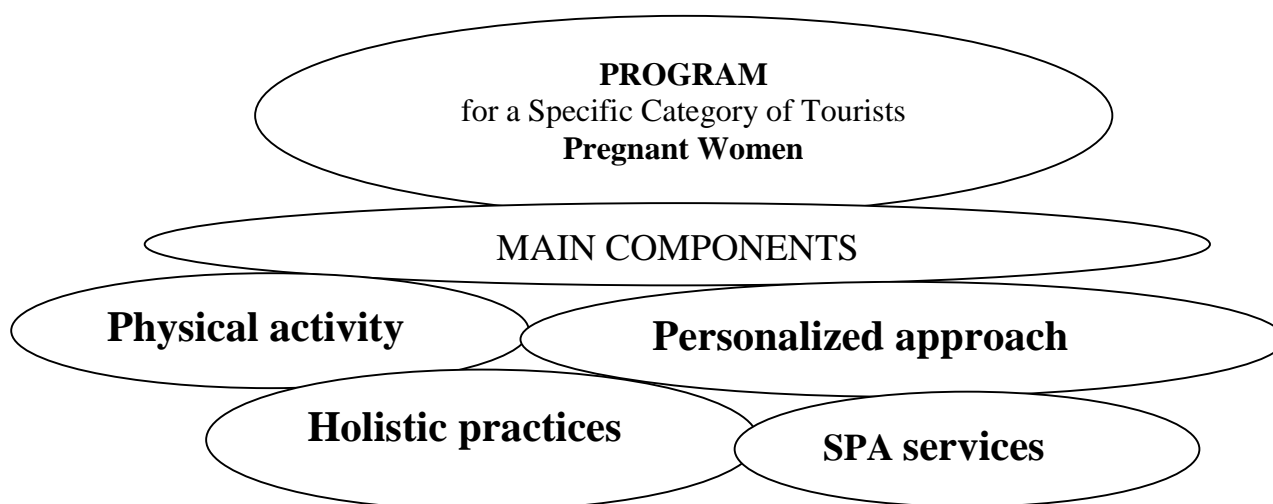 PROGRAM
for a Specific Category of Tourists
Pregnant Women
MAIN COMPONENTS
Physical activity
Personalized approach
Holistic practices
SPA services